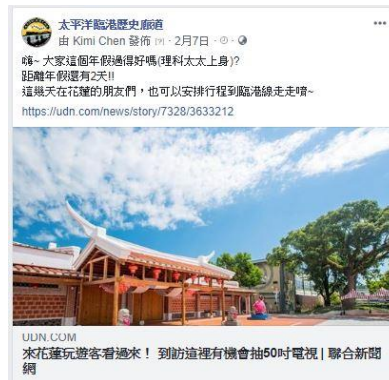 太平洋臨港歷史廊道
由 Kimi Chen 發佈 [?] · 2月7日 ·
嗨~ 大家這個年假過得好嗎(理科太太上身)?
距離年假還有2天!!
這幾天在花蓮的朋友們，也可以安排行程到臨港線走走唷~
https://udn.com/news/story/7328/3633212
UDN.COM
來花蓮玩遊客看過來！ 到訪這裡有機會抽50吋電視 | 聯合新聞
網